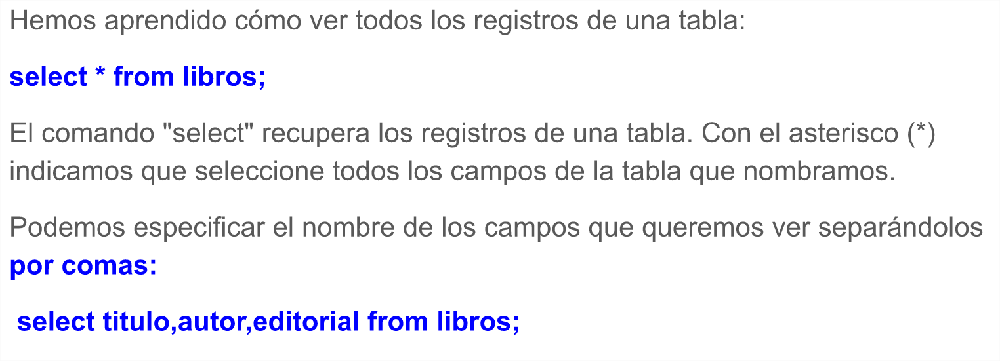 Hemos aprendido cómo ver todos los registros de una tabla:
select * from libros;
El comando "select" recupera los registros de una tabla. Con el asterisco (*)
indicamos que seleccione todos los campos de la tabla que nombramos.
Podemos especificar el nombre de los campos que queremos ver separándolos
por comas:
select titulo,autor,editorial from libros;